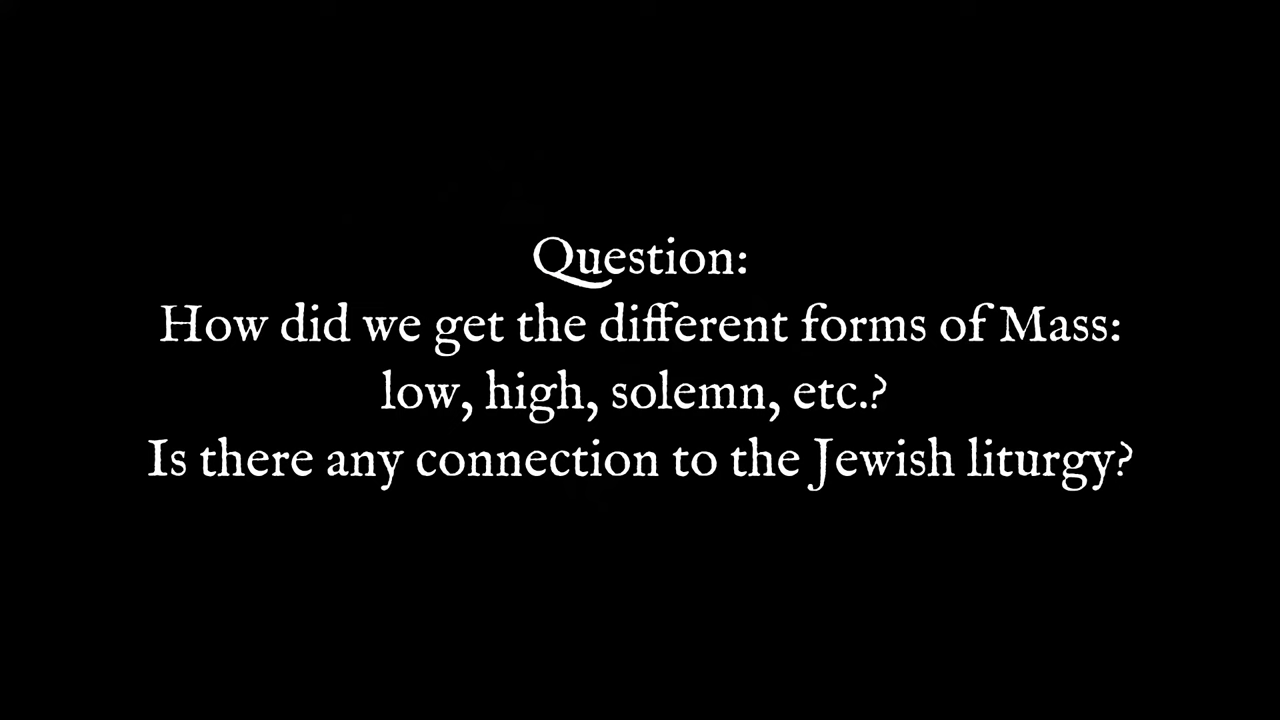 Question:
How did we get the different forms of Mass:
low, high, solemn, etc.?
Is there any connection to the Jewish liturgy?